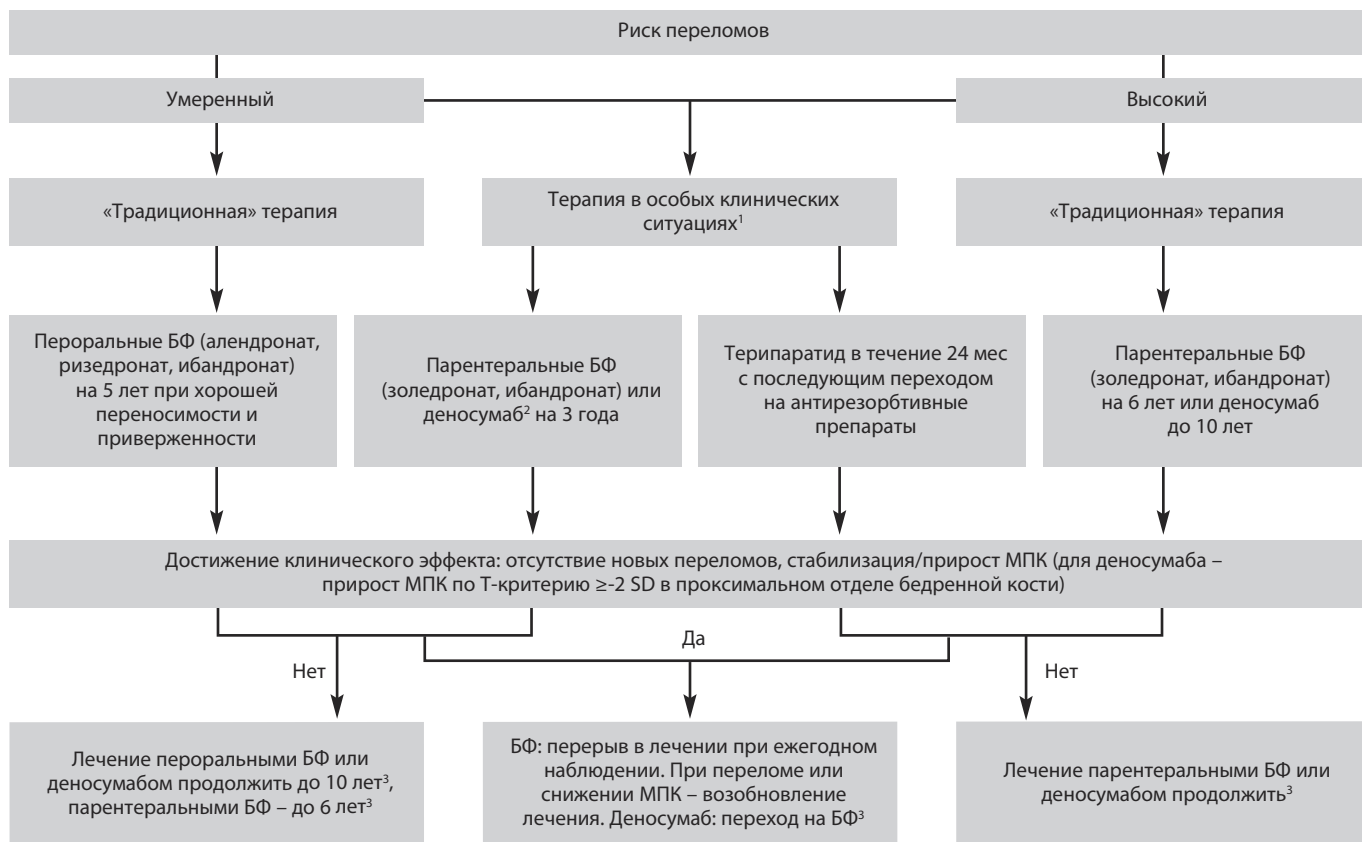 Риск переломов
Умеренный
Высокий
«Традиционная» терапия
Терапия в особых клинических
ситуациях¹
«Традиционная» терапия
Пероральные БФ (алендронат,
ризедронат, ибандронат)
на 5 лет при хорошей
переносимости и
приверженности
Парентеральные БФ
(золедронат, ибандронат) или
деносумаб² на 3 года
Терипаратид в течение 24 мес
с последующим переходом
на антирезорбтивные
препараты
Парентеральные БФ
(золедронат, ибандронат)
на 6 лет или деносумаб
до 10 лет
Достижение клинического эффекта: отсутствие новых переломов, стабилизация/прирост МПК (для деносумаба –
прирост МПК по Т-критерию ≥-2 SD в проксимальном отделе бедренной кости)
Да
Нет
Нет
Лечение пероральными БФ или
деносумабом продолжить до 10 лет³,
парентеральными БФ – до 6 лет³
БФ: перерыв в лечении при ежегодном
наблюдении. При переломе или
снижении МПК – возобновление
лечения. Деносумаб: переход на БФ³
Лечение парентеральными БФ или
деносумабом продолжить³